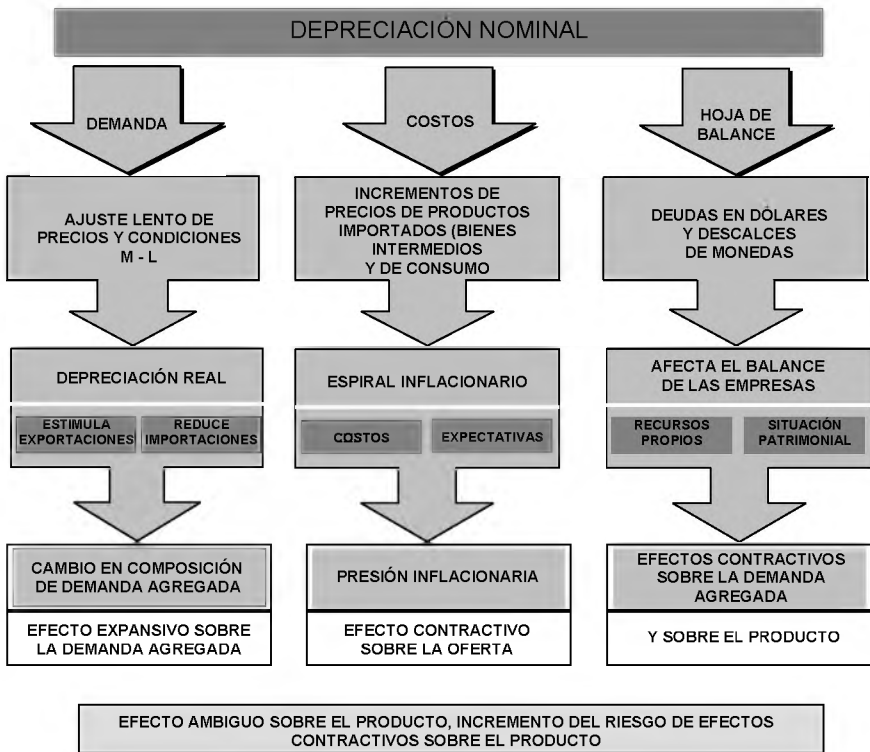 DEPRECIACIÓN NOMINAL
DEMANDA
AJUSTE LENTO DE
PRECIOS Y CONDICIONES
M - L
DEPRECIACIÓN REAL
ESTIMULA
EXPORTACIONES
REDUCE
IMPORTACIONES
CAMBIO EN COMPOSICIÓN
DE DEMANDA AGREGADA
EFECTO EXPANSIVO SOBRE
LA DEMANDA AGREGADA
COSTOS
INCREMENTOS DE
PRECIOS DE PRODUCTOS
IMPORTADOS (BIENES
INTERMEDIOS
Y DE CONSUMO
ESPIRAL INFLACIONARIO
COSTOS
EXPECTATIVAS
PRESIÓN INFLACIONARIA
EFECTO CONTRACTIVO
SOBRE LA OFERTA
HOJA DE
BALANCE
DEUDAS EN DÓLARES
Y DESCALCES
DE MONEDAS
AFECTA EL BALANCE
DE LAS EMPRESAS
RECURSOS
PROPIOS
SITUACIÓN
PATRIMONIAL
EFECTOS CONTRACTIVOS
SOBRE LA DEMANDA
AGREGADA
Y SOBRE EL PRODUCTO
EFECTO AMBIGUO SOBRE EL PRODUCTO, INCREMENTO DEL RIESGO DE EFECTOS
CONTRACTIVOS SOBRE EL PRODUCTO